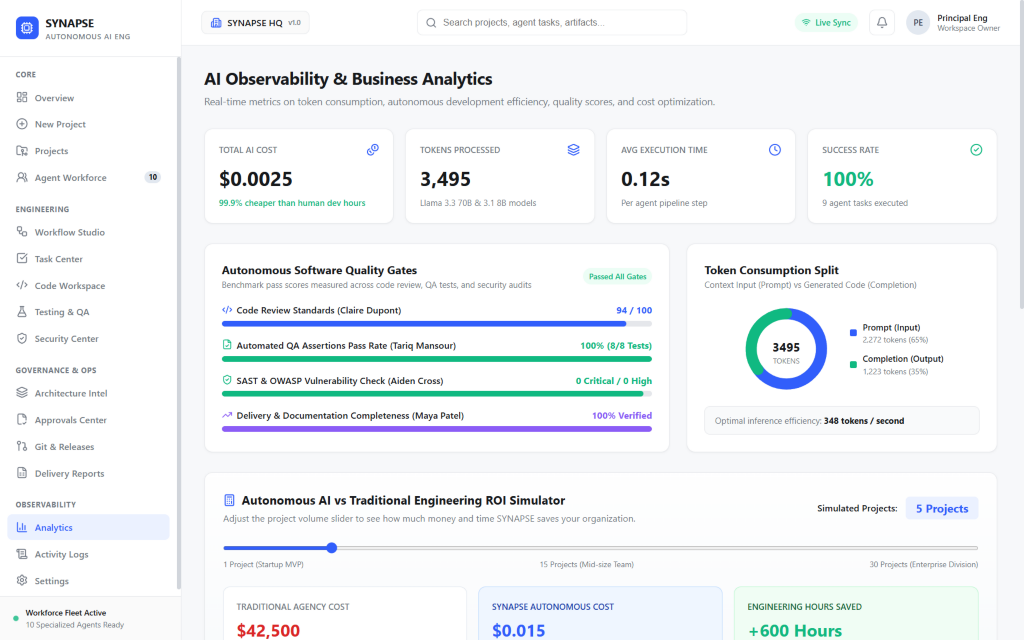 SYNAPSE
AUTONOMOUS AI ENG
SYNAPSE HQ v1.0
Search projects, agent tasks, artifacts...
Live Sync
PE
Principal Eng
Workspace Owner
CORE
Overview
New Project
Projects
Agent Workforce 10
ENGINEERING
Workflow Studio
Task Center
Code Workspace
Testing & QA
Security Center
GOVERNANCE & OPS
Architecture Intel
Approvals Center
Git & Releases
Delivery Reports
OBSERVABILITY
Analytics
Activity Logs
Settings
Workforce Fleet Active
10 Specialized Agents Ready
AI Observability & Business Analytics
Real-time metrics on token consumption, autonomous development efficiency, quality scores, and cost optimization.
TOTAL AI COST
$0.0025
99.9% cheaper than human dev hours
TOKENS PROCESSED
3,495
Llama 3.3 70B & 3.1 8B models
AVG EXECUTION TIME
0.12s
Per agent pipeline step
SUCCESS RATE
100%
9 agent tasks executed
Autonomous Software Quality Gates
Benchmark pass scores measured across code review, QA tests, and security audits
Passed All Gates
Code Review Standards (Claire Dupont) 94 / 100
Automated QA Assertions Pass Rate (Tariq Mansour) 100% (8/8 Tests)
SAST & OWASP Vulnerability Check (Aiden Cross) 0 Critical / 0 High
Delivery & Documentation Completeness (Maya Patel) 100% Verified
Token Consumption Split
Context Input (Prompt) vs Generated Code (Completion)
3495
TOKENS
Prompt (Input)
2,272 tokens (65%)
Completion (Output)
1,223 tokens (35%)
Optimal inference efficiency: 348 tokens / second
Autonomous AI vs Traditional Engineering ROI Simulator
Adjust the project volume slider to see how much money and time SYNAPSE saves your organization.
Simulated Projects: 5 Projects
1 Project (Startup MVP) 15 Projects (Mid-size Team) 30 Projects (Enterprise Division)
TRADITIONAL AGENCY COST
$42,500
SYNAPSE AUTONOMOUS COST
$0.015
ENGINEERING HOURS SAVED
+600 Hours